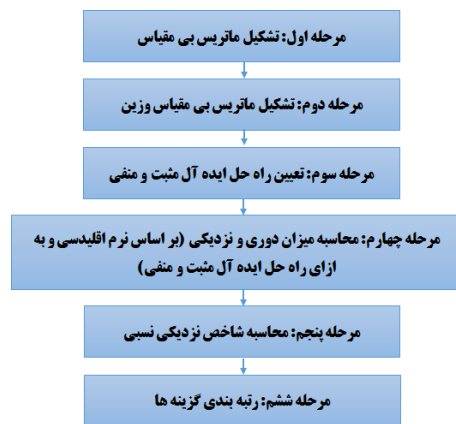 مرحله اول: تشکیل ماتریس بی مقیاس
مرحله دوم: تشکیل ماتریس بی مقیاس وزین
مرحله سوم: تعیین راه حل ایده آل مثبت و منفی
مرحله چهارم: محاسبه میزان دوری و نزدیکی (بر اساس نرم اقلیدسی و به
ازای راه حل ایده آل مثبت و منفی)
مرحله پنجم: محاسبه شاخص نزدیکی نسبی
مرحله ششم: رتبه بندی گزینه ها